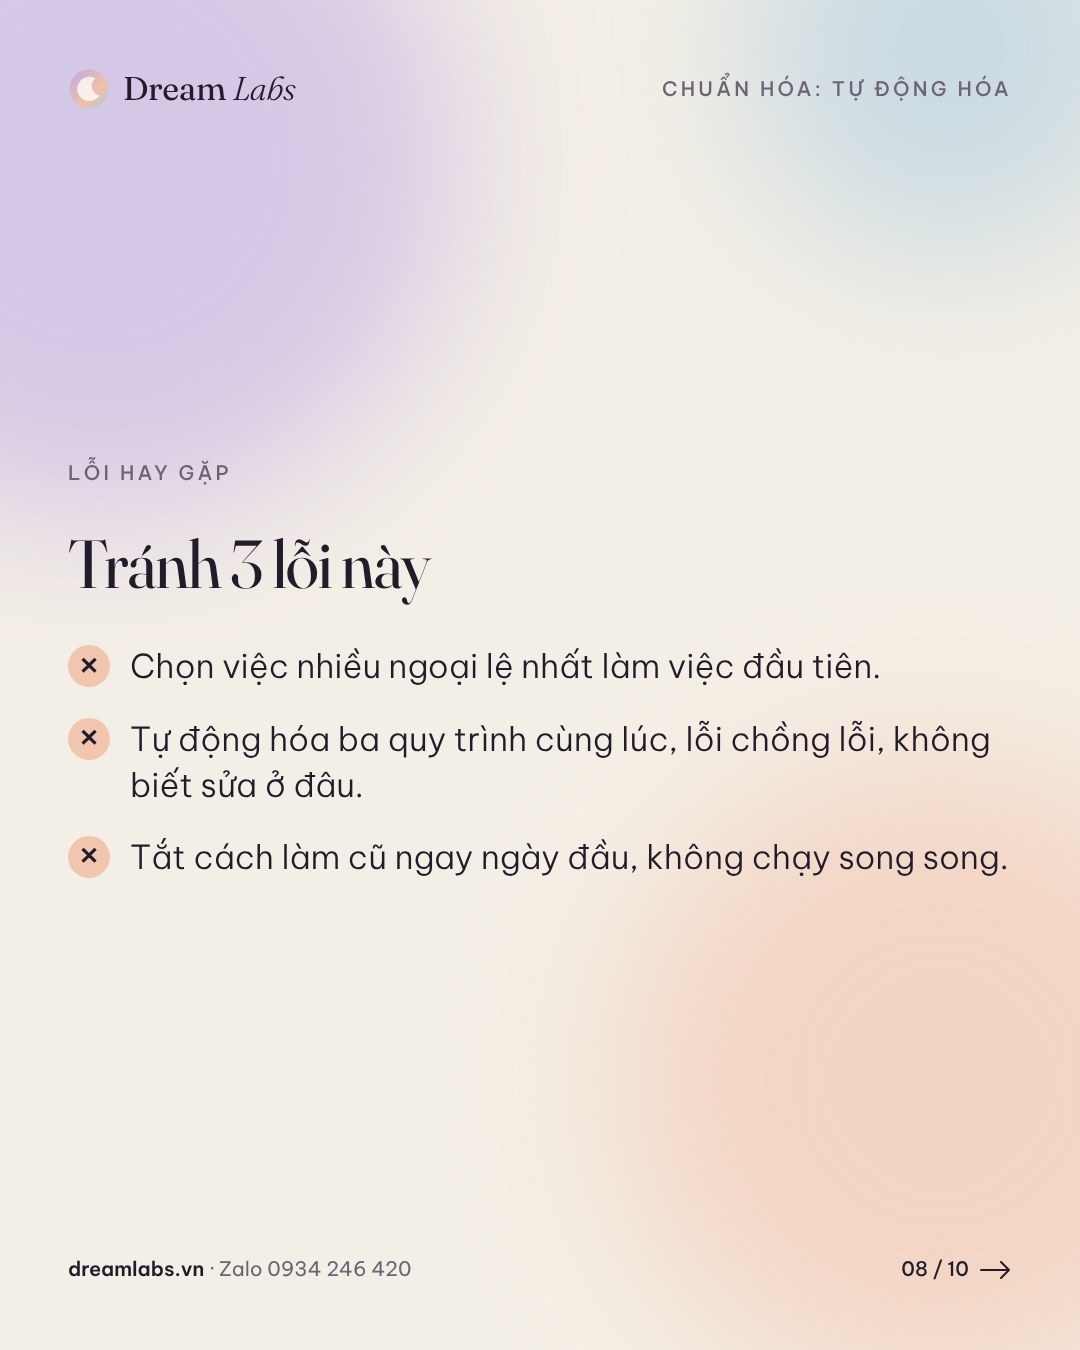 Dream Labs
CHUẨN HÓA: TỰ ĐỘNG HÓA
LỖI HAY GẶP
Tránh 3 lỗi này
Chọn việc nhiều ngoại lệ nhất làm việc đầu tiên.
Tự động hóa ba quy trình cùng lúc, lỗi chồng lỗi, không
biết sửa ở đâu.
Tắt cách làm cũ ngay ngày đầu, không chạy song song.
dreamlabs.vn · Zalo 0934 246 420
08 / 10 →